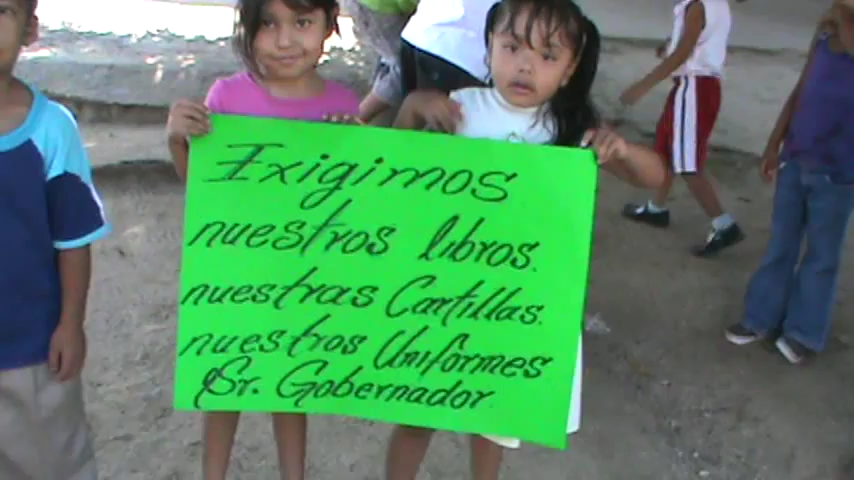 Exigimos
nuestros libros.
nuestras Cartillas.
nuestros Uniformes
Sr. Gobernador.